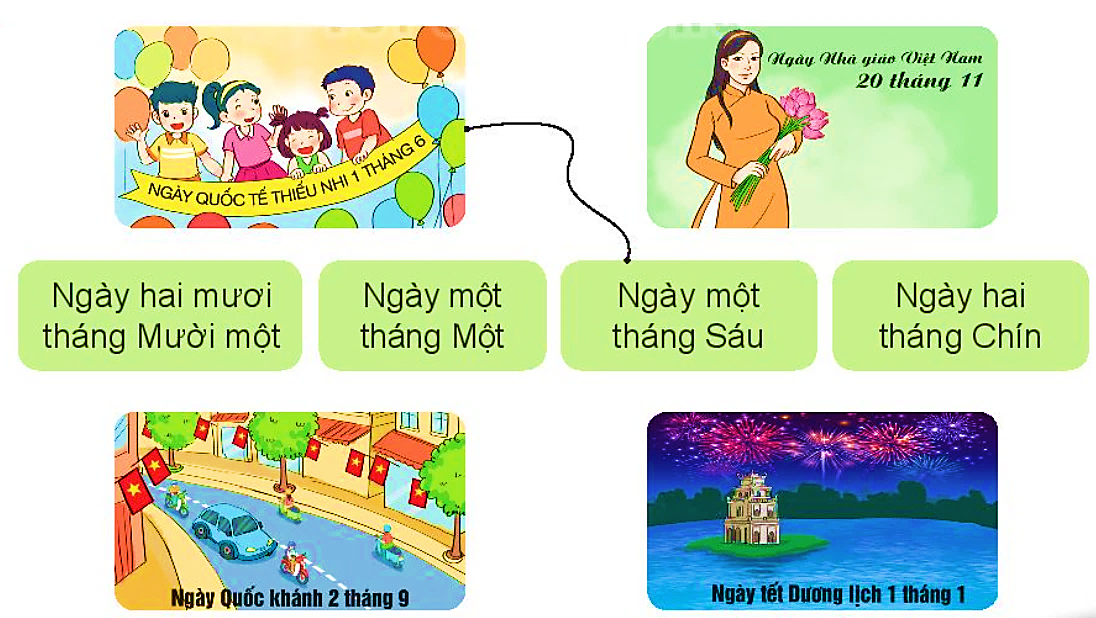 NGÀY QUỐC TẾ THIẾU NHI 1 THÁNG 6
Ngày Nhà giáo Việt Nam
20 tháng 11
Ngày hai mươi
tháng Mười một
Ngày một
tháng Một
Ngày một
tháng Sáu
Ngày hai
tháng Chín
Ngày Quốc khánh 2 tháng 9
Ngày tết Dương lịch 1 tháng 1